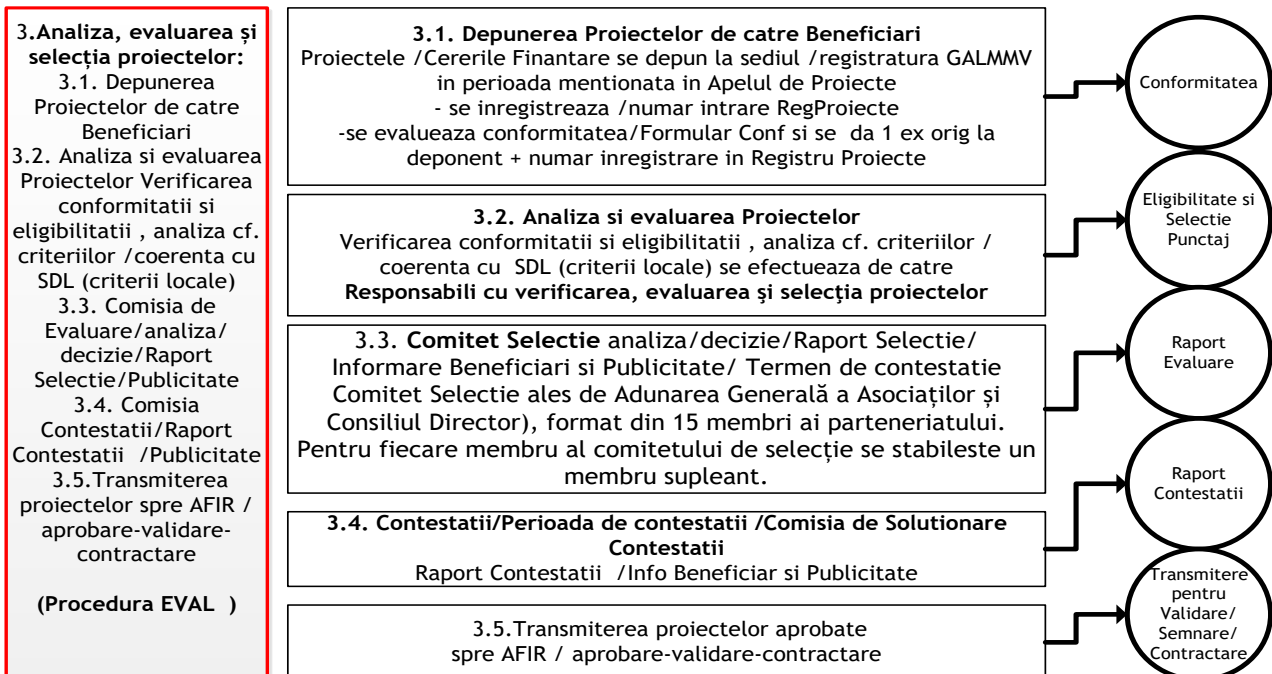 3.Analiza, evaluarea și
selecția proiectelor:
3.1. Depunerea
Proiectelor de catre
Beneficiari
3.2. Analiza si evaluarea
Proiectelor Verificarea
conformitatii si
eligibilitatii , analiza cf.
criteriilor /coerenta cu
SDL (criterii locale)
3.3. Comisia de
Evaluare/analiza/
decizie/Raport
Selectie/Publicitate
3.4. Comisia
Contestatii/Raport
Contestatii /Publicitate
3.5.Transmiterea
proiectelor spre AFIR /
aprobare-validare-
contractare
(Procedura EVAL )
3.1. Depunerea Proiectelor de catre Beneficiari
Proiectele /Cererile Finantare se depun la sediul /registratura GALMMV
in perioada mentionata in Apelul de Proiecte
- se inregistreaza /numar intrare RegProiecte
-se evalueaza conformitatea/Formular Conf si se da 1 ex orig la
deponent + numar inregistrare in Registru Proiecte
Conformitatea
3.2. Analiza si evaluarea Proiectelor
Verificarea conformitatii si eligibilitatii , analiza cf. criteriilor /
coerenta cu SDL (criterii locale) se efectueaza de catre
Responsabili cu verificarea, evaluarea şi selecţia proiectelor
Eligibilitate si
Selectie
Punctaj
3.3. Comitet Selectie analiza/decizie/Raport Selectie/
Informare Beneficiari si Publicitate/ Termen de contestatie
Comitet Selectie ales de Adunarea Generală a Asociaților și
Consiliul Director), format din 15 membri ai parteneriatului.
Pentru fiecare membru al comitetului de selecție se stabileste un
membru supleant.
Raport
Evaluare
3.4. Contestatii/Perioada de contestatii /Comisia de Solutionare
Contestatii
Raport Contestatii /Info Beneficiar si Publicitate
Raport
Contestatii
3.5.Transmiterea proiectelor aprobate
spre AFIR / aprobare-validare-contractare
Transmitere
pentru
Validare/
Semnare/
Contractare